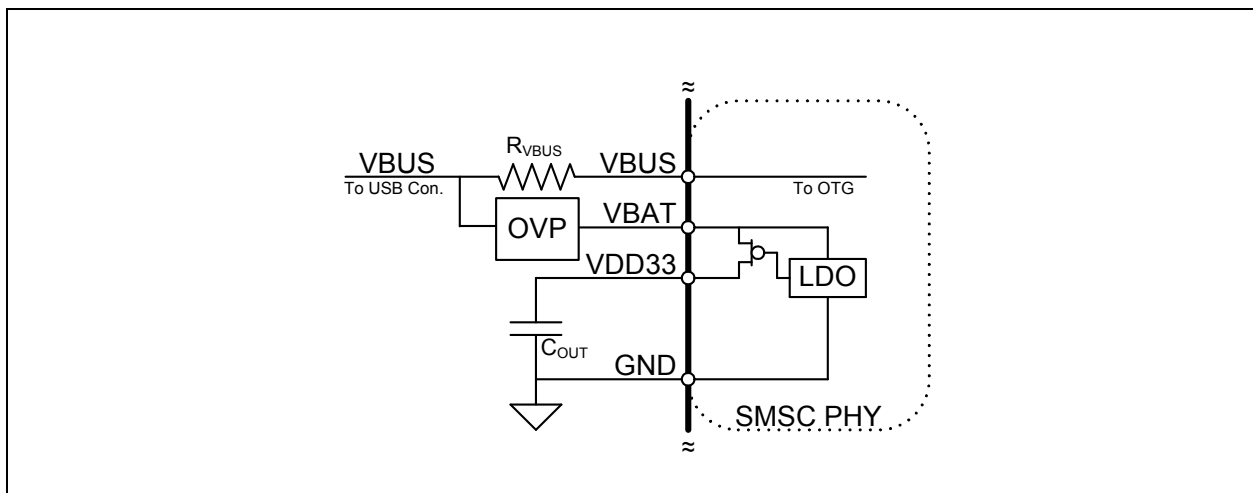 ≈
R_VBUS
VBUS
VBUS
To USB Con.
To OTG
OVP
VBAT
VDD33
LDO
C_OUT
GND
SMSC PHY
≈